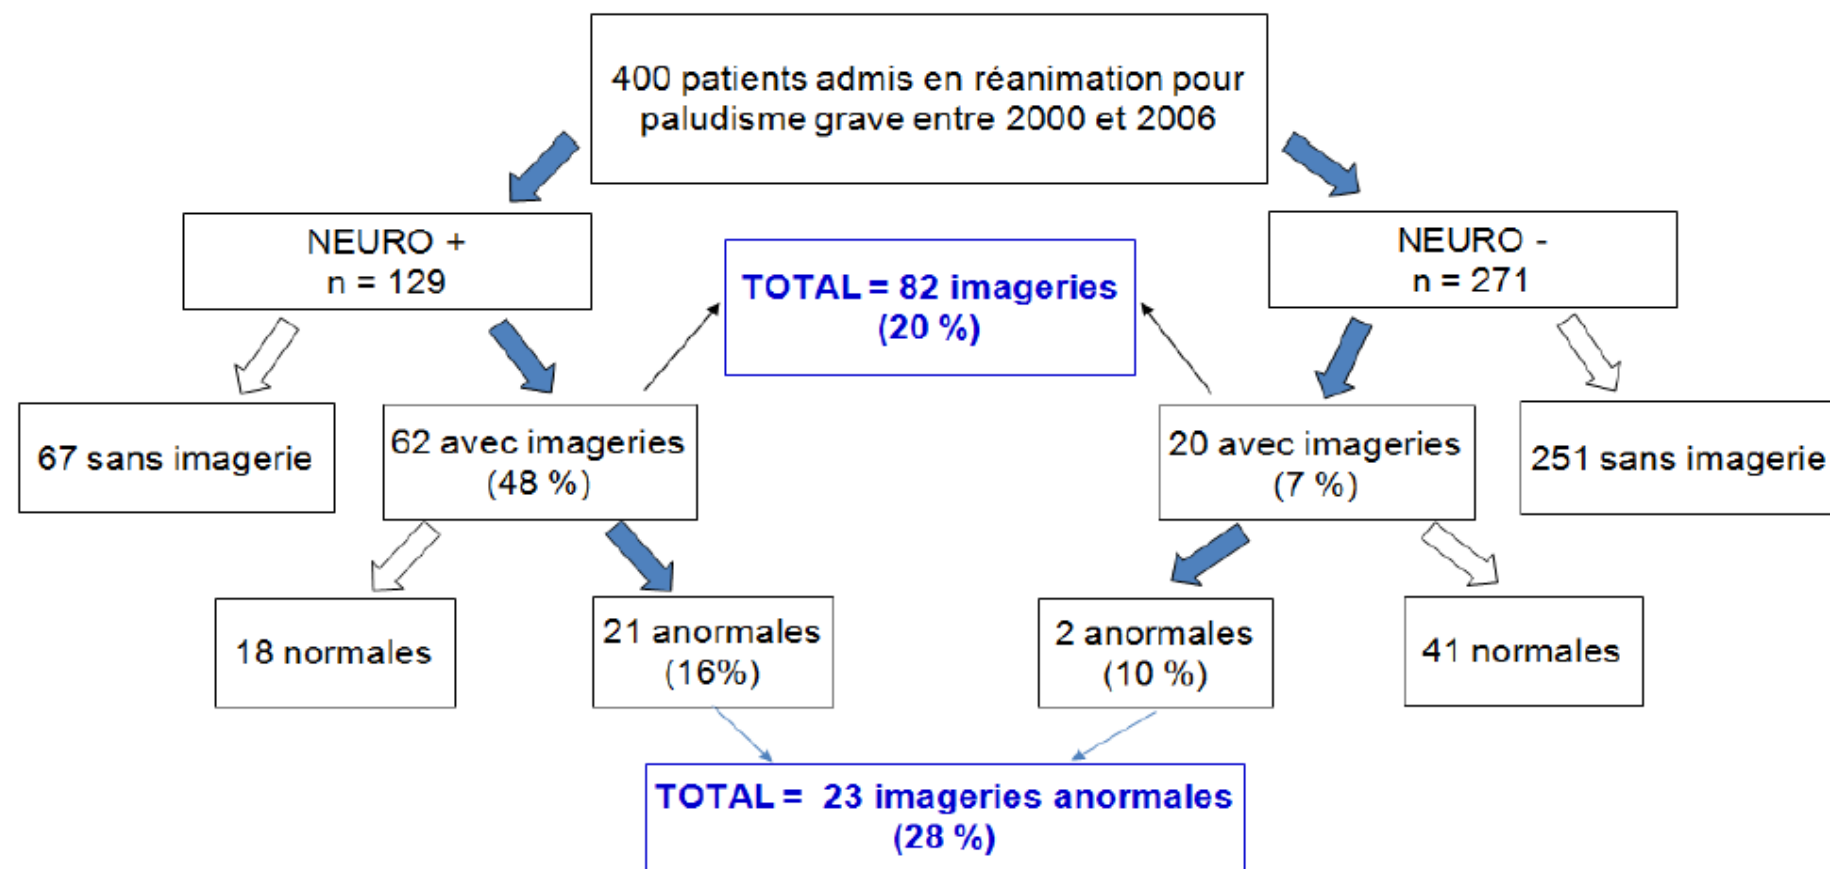 400 patients admis en réanimation pour
paludisme grave entre 2000 et 2006
NEURO +
n = 129
TOTAL = 82 imageries
(20 %)
NEURO -
n = 271
67 sans imagerie
62 avec imageries
(48 %)
20 avec imageries
(7 %)
251 sans imagerie
18 normales
21 anormales
(16%)
2 anormales
(10 %)
41 normales
TOTAL = 23 imageries anormales
(28 %)